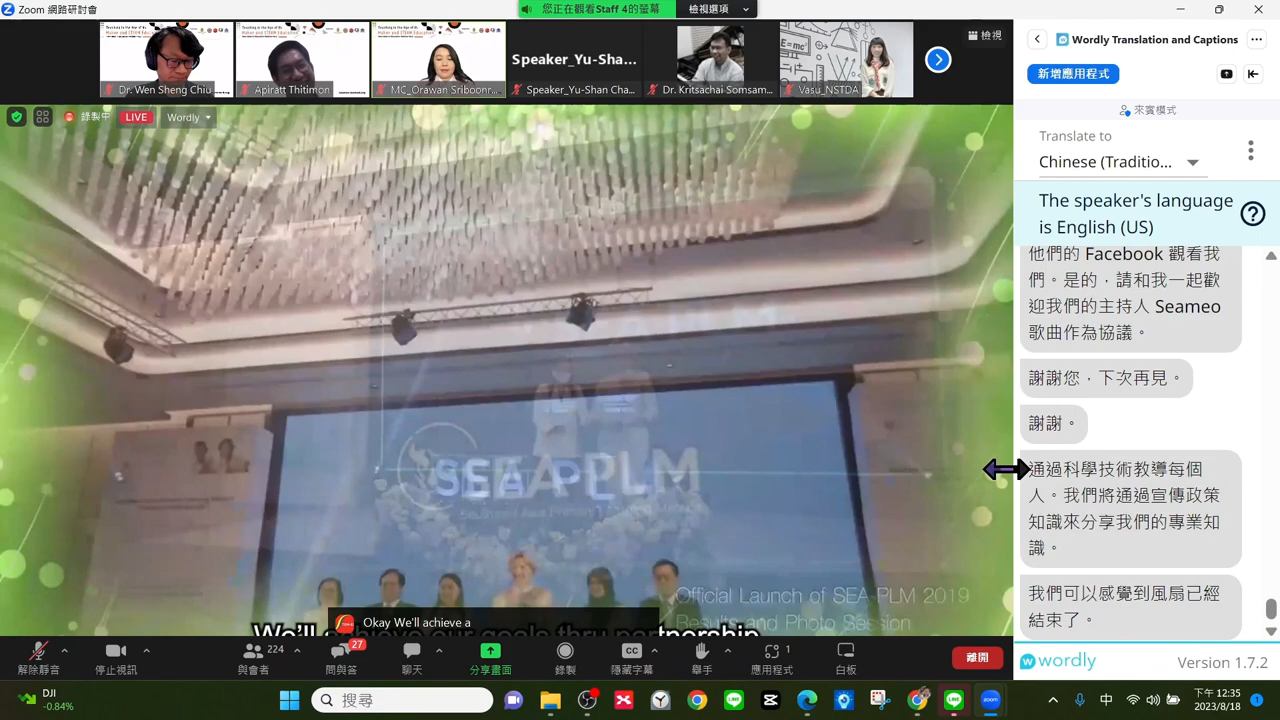 Zoom 網路研討會
您正在觀看Staff 4的螢幕
檢視選項
Dr. Wen Sheng Chiu
Apiratt Thitimon
MC_Orawan Sriboonr...
Speaker_Yu-Sha...
Speaker_Yu-Shan Cha...
Dr. Kritsachai Somsam...
Vasu_NSTDA
檢視
錄製中
LIVE
Wordly
Wordly Translation and Captions
新增應用程式
來賓模式
Translate to
Chinese (Traditio...
The speaker's language
is English (US)
他們的 Facebook 觀看我
們。是的，請和我一起歡
迎我們的主持人 Seameo
歌曲作為協議。
謝謝您，下次再見。
謝謝。
通過科學技術教導每個
人。我們將通過宣傳政策
知識來分享我們的專業知
識。
我們可以感覺到風扇已經
結束了。
wordly
Version 1.7.2
SEA-PLM
Official Launch of SEA-PLM 2019
Results and Photo Session
Okay We'll achieve a
We'll achieve our goals thru partnership
解除靜音
停止視訊
224
與會者
27
問與答
聊天
分享畫面
錄製
CC
隱藏字幕
舉手
1
應用程式
白板
離開
DJI
-0.84%
搜尋
zoom
中
下午 12:31
2023/8/18
1